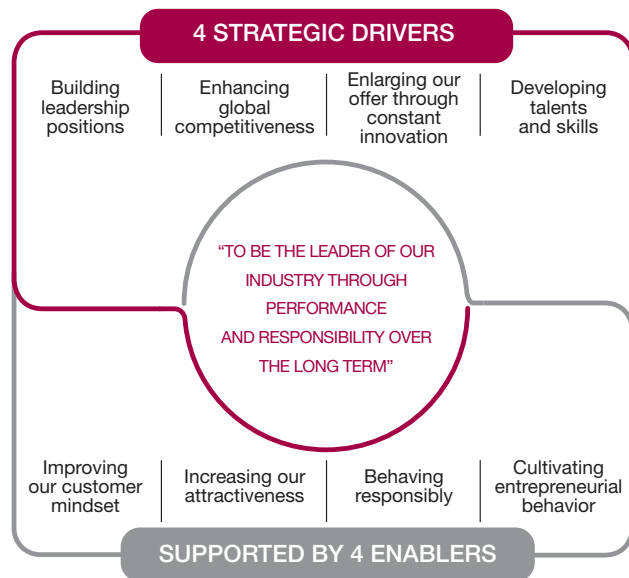 4 STRATEGIC DRIVERS
Building
leadership
positions
Enhancing
global
competitiveness
Enlarging our
offer through
constant
innovation
Developing
talents
and skills
“TO BE THE LEADER OF OUR
INDUSTRY THROUGH
PERFORMANCE
AND RESPONSIBILITY OVER
THE LONG TERM”
Improving
our customer
mindset
Increasing our
attractiveness
Behaving
responsibly
Cultivating
entrepreneurial
behavior
SUPPORTED BY 4 ENABLERS